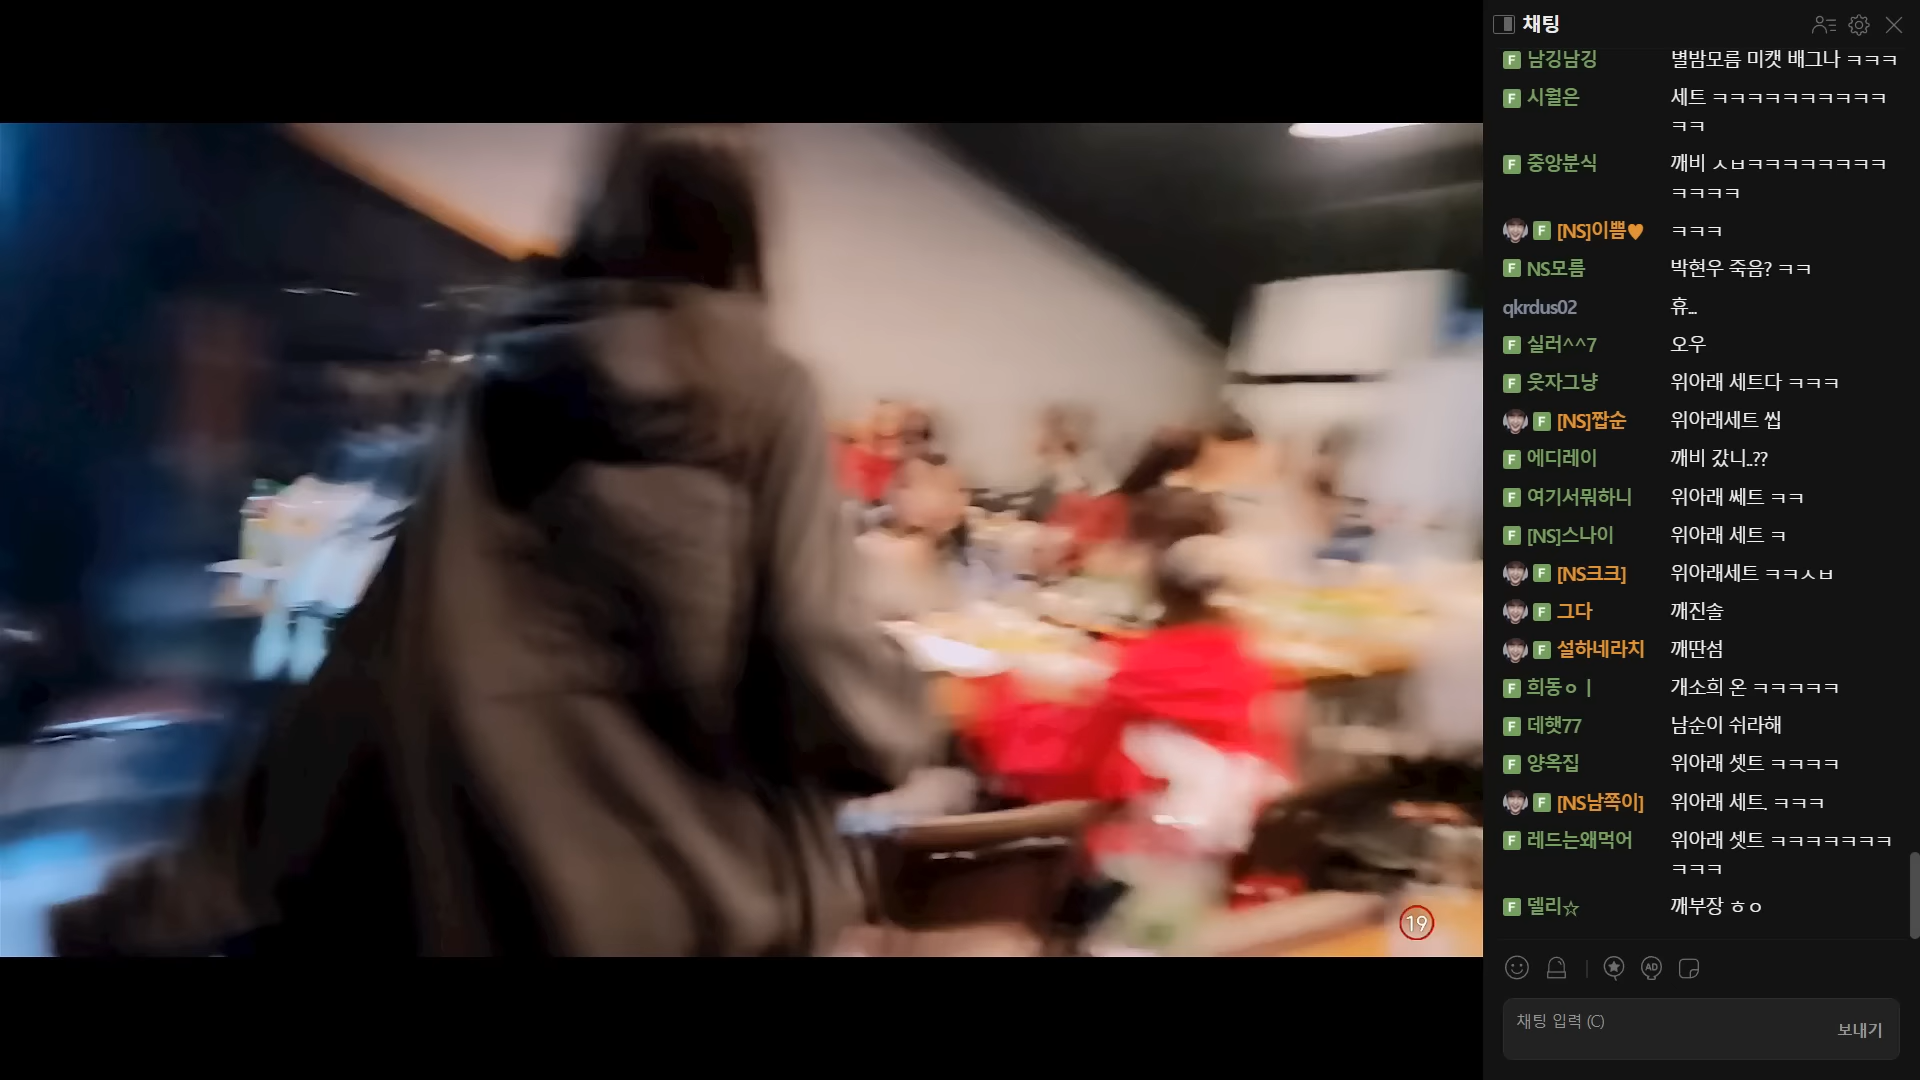 채팅
F 남깅남깅 별밤모름 미캣 배그나 ㅋㅋㅋ
F 시월은 세트 ㅋㅋㅋㅋㅋㅋㅋㅋㅋㅋ
ㅋㅋ
F 중앙분식 깨비 ㅅㅂㅋㅋㅋㅋㅋㅋㅋㅋ
ㅋㅋㅋㅋ
F [NS]이쁨♥ ㅋㅋㅋ
F NS모름 박현우 죽음? ㅋㅋ
qkrdus02 휴...
F 실러^^7 오우
F 웃자그냥 위아래 세트다 ㅋㅋㅋ
F [NS]짭순 위아래세트 씹
F 에디레이 깨비 갔니..??
F 여기서뭐하니 위아래 쎄트 ㅋㅋ
F [NS]스나이 위아래 세트 ㅋ
F [NS크크] 위아래세트 ㅋㅋㅅㅂ
F 그다 깨진솔
F 설하네라치 깨딴섬
F 희동ㅇㅣ 개소희 온 ㅋㅋㅋㅋㅋ
F 데햇77 남순이 쉬라해
F 양옥집 위아래 셋트 ㅋㅋㅋㅋ
F [NS남쪽이] 위아래 세트. ㅋㅋㅋ
F 레드는왜먹어 위아래 셋트 ㅋㅋㅋㅋㅋㅋㅋ
ㅋㅋㅋ
F 델리☆ 깨부장 ㅎㅇ
19
AD
채팅 입력 (C)
보내기